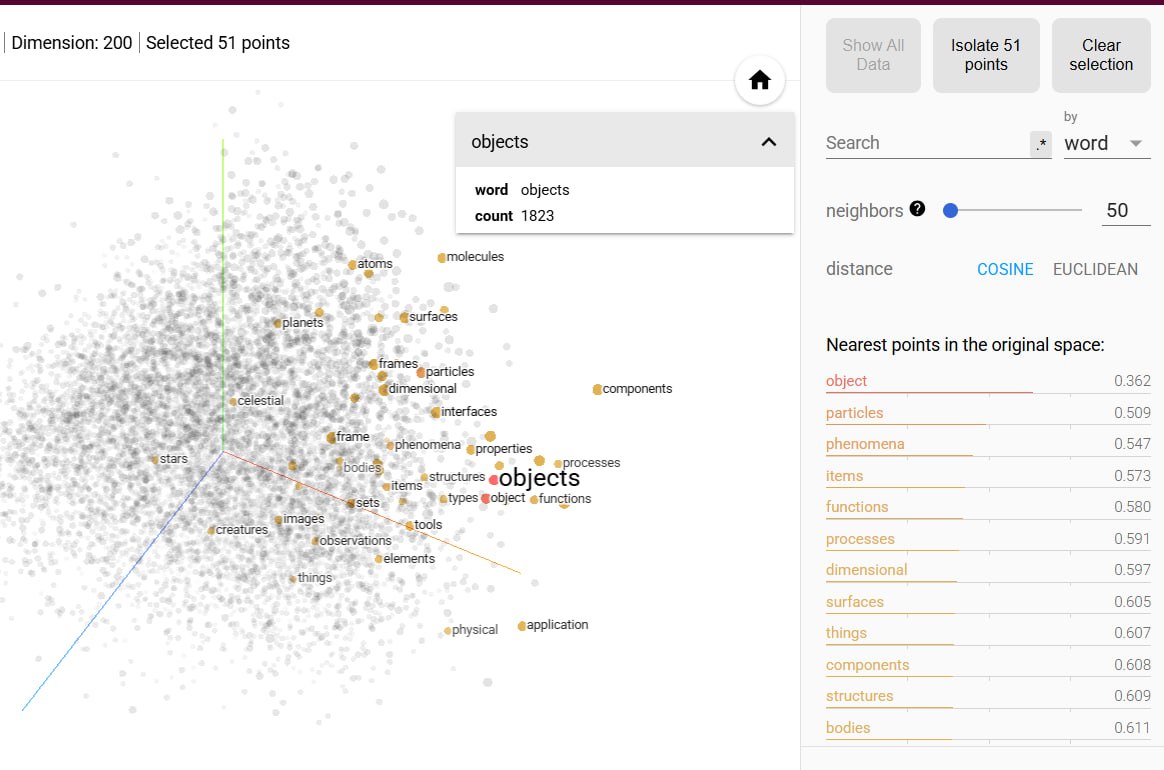 Dimension: 200 Selected 51 points
objects
word objects
count 1823
molecules
atoms
planets
surfaces
frames
particles
dimensional
components
celestial
interfaces
frame
phenomena
properties
stars
bodies
processes
structures
objects
items
types
object
functions
sets
images
tools
creatures
observations
elements
things
physical
application
Show All Data
Isolate 51 points
Clear selection
by
Search .* word
neighbors ? 50
distance COSINE EUCLIDEAN
Nearest points in the original space:
object 0.362
particles 0.509
phenomena 0.547
items 0.573
functions 0.580
processes 0.591
dimensional 0.597
surfaces 0.605
things 0.607
components 0.608
structures 0.609
bodies 0.611